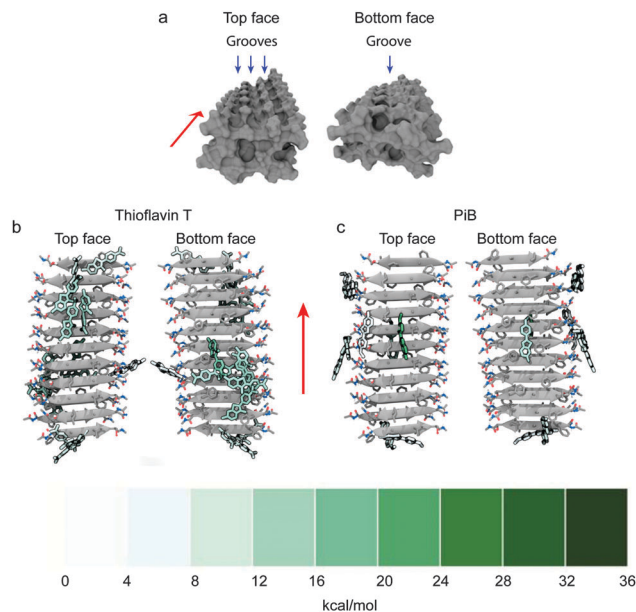 a
Top face
Bottom face
Grooves
Groove
Thioflavin T
PiB
b
c
Top face
Bottom face
Top face
Bottom face
0 4 8 12 16 20 24 28 32 36
kcal/mol